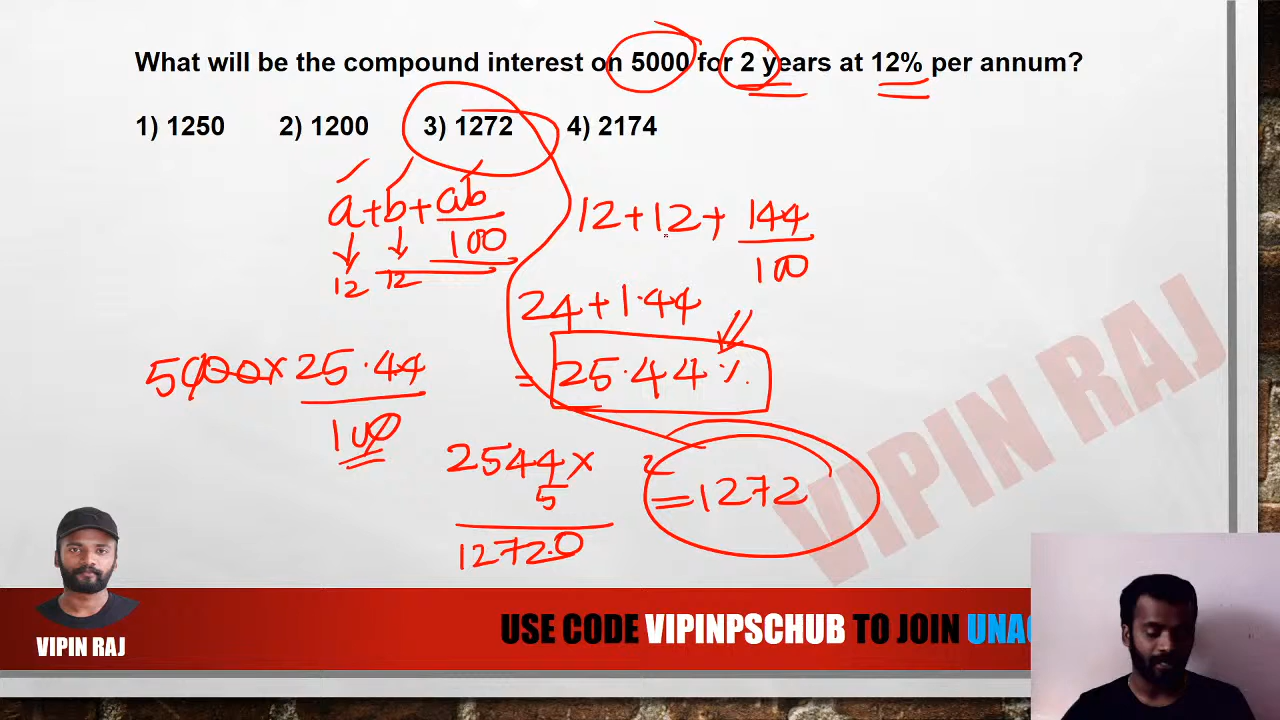 What will be the compound interest on 5000 for 2 years at 12% per annum?
1) 1250 2) 1200 3) 1272 4) 2174
a+b+ab/100
12 12
12+12+144/100
24+1.44
= 25.44%
5000×25.44/100
2544×
5
12720
=1272
VIPIN RAJ
VIPIN RAJ
USE CODE VIPINPSCHUB TO JOIN UNA